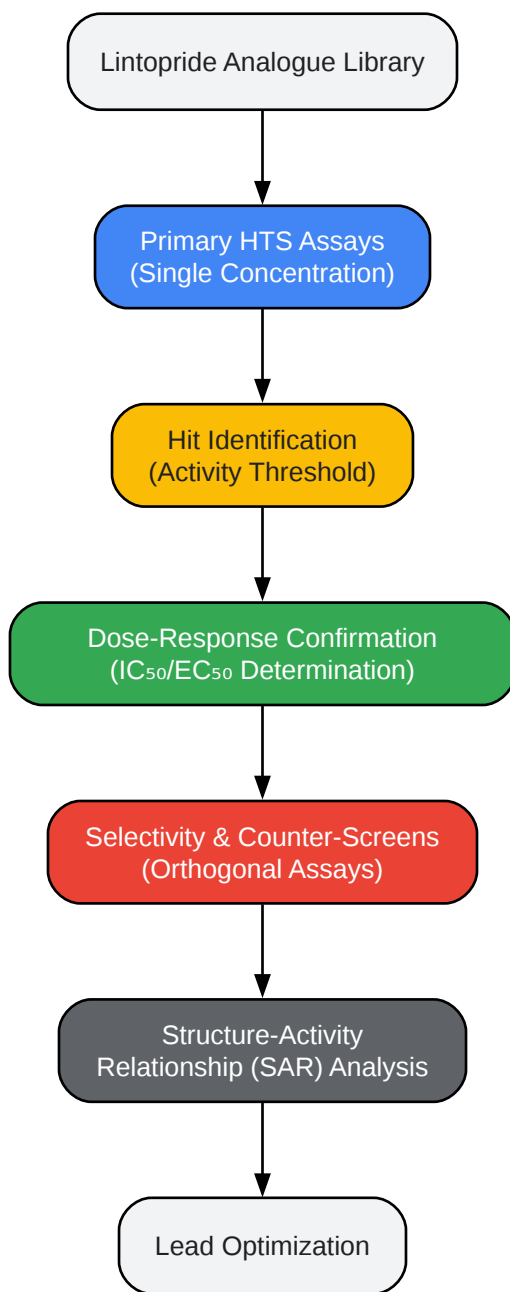 Lintopride Analogue Library
Primary HTS Assays
(Single Concentration)
Hit Identification
(Activity Threshold)
Dose-Response Confirmation
(IC₅₀/EC₅₀ Determination)
Selectivity & Counter-Screens
(Orthogonal Assays)
Structure-Activity
Relationship (SAR) Analysis
Lead Optimization